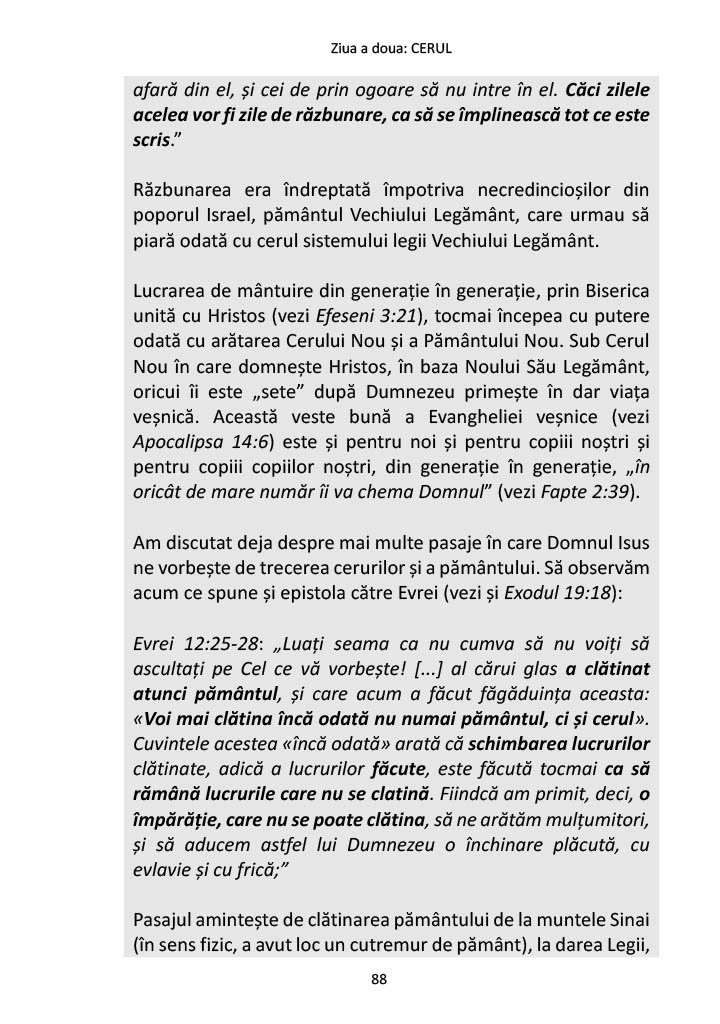 Ziua a doua: CERUL
afară din el, și cei de prin ogoare să nu intre în el. Căci zilele
acelea vor fi zile de răzbunare, ca să se împlinească tot ce este
scris.”
Răzbunarea era îndreptată împotriva necredincioșilor din
poporul Israel, pământul Vechiului Legământ, care urmau să
piară odată cu cerul sistemului legii Vechiului Legământ.
Lucrarea de mântuire din generație în generație, prin Biserica
unită cu Hristos (vezi Efeseni 3:21), tocmai începea cu putere
odată cu arătarea Cerului Nou și a Pământului Nou. Sub Cerul
Nou în care domnește Hristos, în baza Noului Său Legământ,
oricui îi este „sete” după Dumnezeu primește în dar viața
veșnică. Această veste bună a Evangheliei veșnice (vezi
Apocalipsa 14:6) este și pentru noi și pentru copiii noștri și
pentru copiii copiilor noștri, din generație în generație, „în
oricât de mare număr îi va chema Domnul” (vezi Fapte 2:39).
Am discutat deja despre mai multe pasaje în care Domnul Isus
ne vorbește de trecerea cerurilor și a pământului. Să observăm
acum ce spune și epistola către Evrei (vezi și Exodul 19:18):
Evrei 12:25-28: „Luați seama ca nu cumva să nu voiți să
ascultați pe Cel ce vă vorbește! [...] al cărui glas a clătinat
atunci pământul, și care acum a făcut făgăduința aceasta:
«Voi mai clătina încă odată nu numai pământul, ci și cerul».
Cuvintele acestea «încă odată» arată că schimbarea lucrurilor
clătinate, adică a lucrurilor făcute, este făcută tocmai ca să
rămână lucrurile care nu se clatină. Fiindcă am primit, deci, o
împărăție, care nu se poate clătina, să ne arătăm mulțumitori,
și să aducem astfel lui Dumnezeu o închinare plăcută, cu
evlavie și cu frică;”
Pasajul amintește de clătinarea pământului de la muntele Sinai
(în sens fizic, a avut loc un cutremur de pământ), la darea Legii,
88